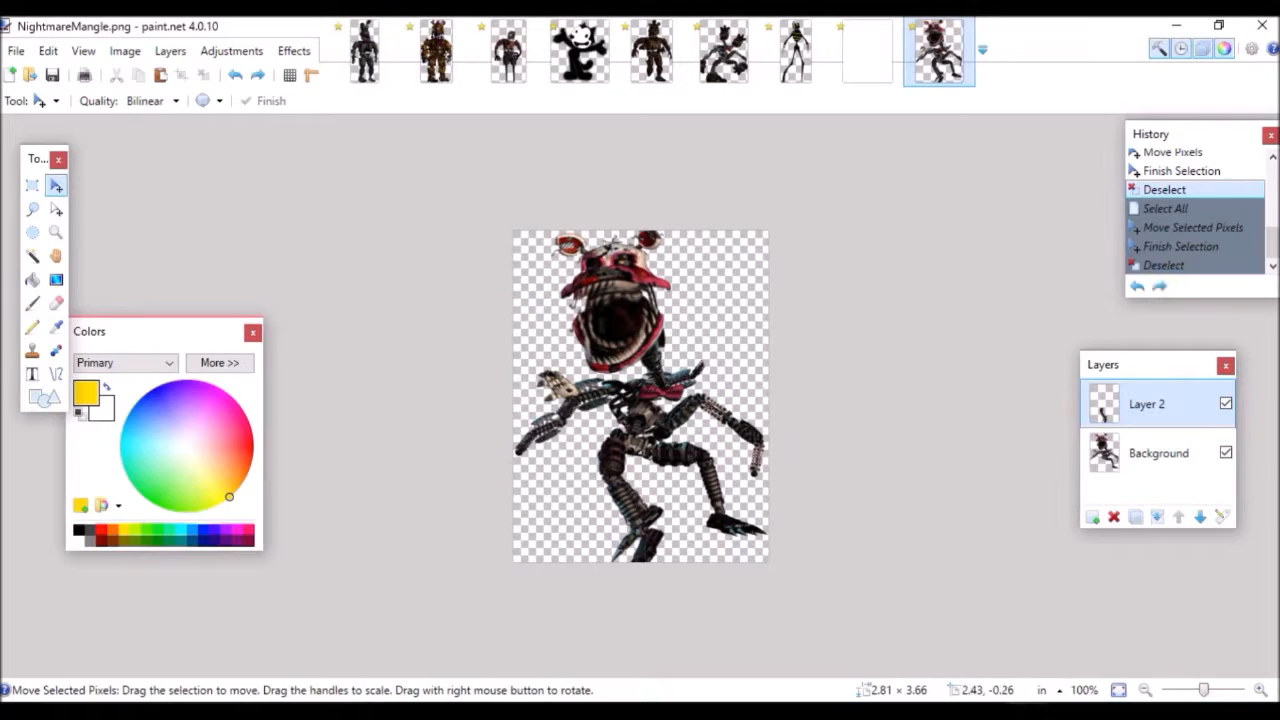 NightmareMangle.png - paint.net 4.0.10
File Edit View Image Layers Adjustments Effects
Tool: Quality: Bilinear Finish
To...
History
Move Pixels
Finish Selection
Deselect
Select All
Move Selected Pixels
Finish Selection
Deselect
Colors
Primary More >>
Layers
Layer 2
Background
Move Selected Pixels: Drag the selection to move. Drag the handles to scale. Drag with right mouse button to rotate. 2.81 × 3.66 2.43, -0.26 in 100%